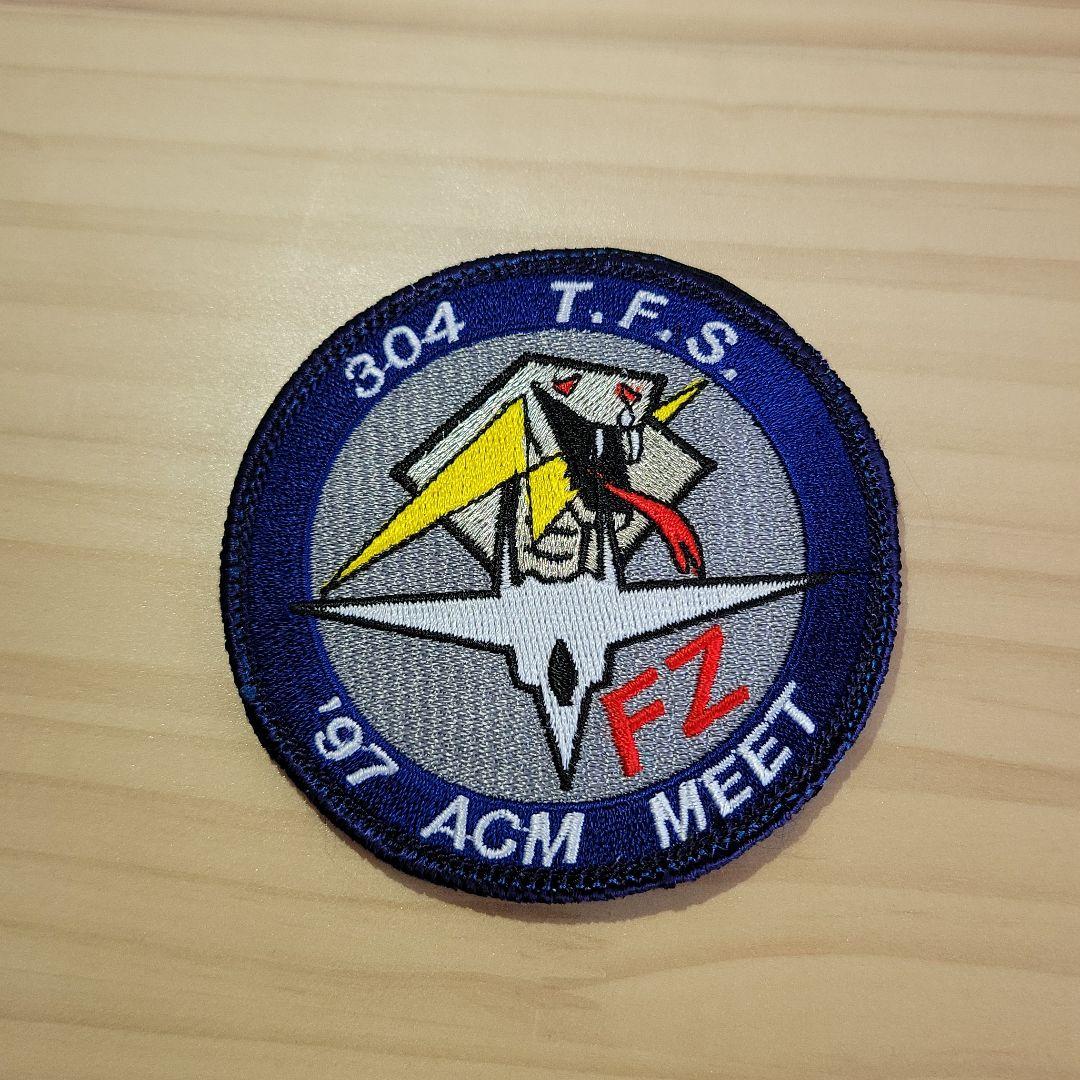 304 T.F.S.
FZ
'97 ACM MEET